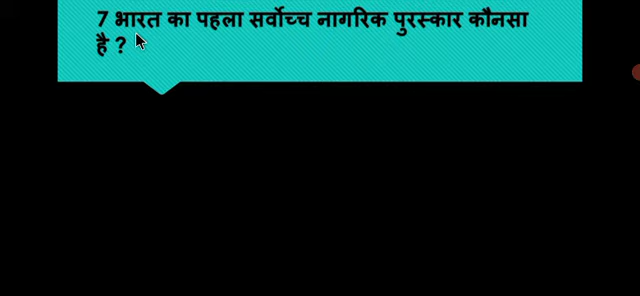 7 भारत का पहला सर्वोच्च नागरिक पुरस्कार कौनसा
है ?